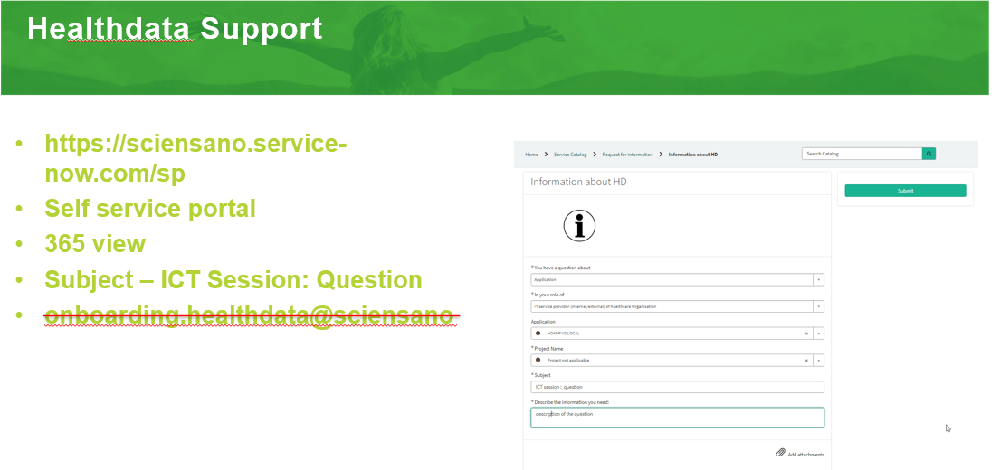 Healthdata Support
• https://sciensano.service-
now.com/sp
• Self service portal
• 365 view
• Subject – ICT Session: Question
• onboarding.healthdata@sciensano
Home > Service Catalog > Request for information > Information about HD
Search Catalog
Information about HD
Submit
* You have a question about
Application
* In your role of
IT service provider (internal/external) of healthcare Organisation
Application
HD4DP V2 LOCAL
* Project Name
Project not applicable
* Subject
ICT session : question
* Describe the information you need:
description of the question
Add attachments